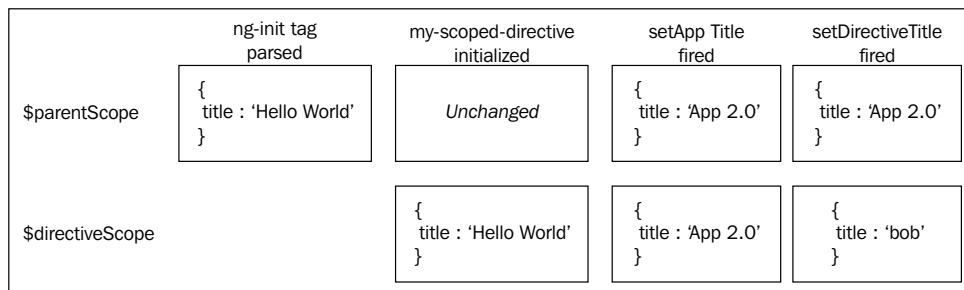 ng-init tag
parsed
my-scoped-directive
initialized
setApp Title
fired
setDirectiveTitle
fired
$parentScope
{
title : ‘Hello World’
}
Unchanged
{
title : ‘App 2.0’
}
{
title : ‘App 2.0’
}
$directiveScope
{
title : ‘Hello World’
}
{
title : ‘App 2.0’
}
{
title : ‘bob’
}